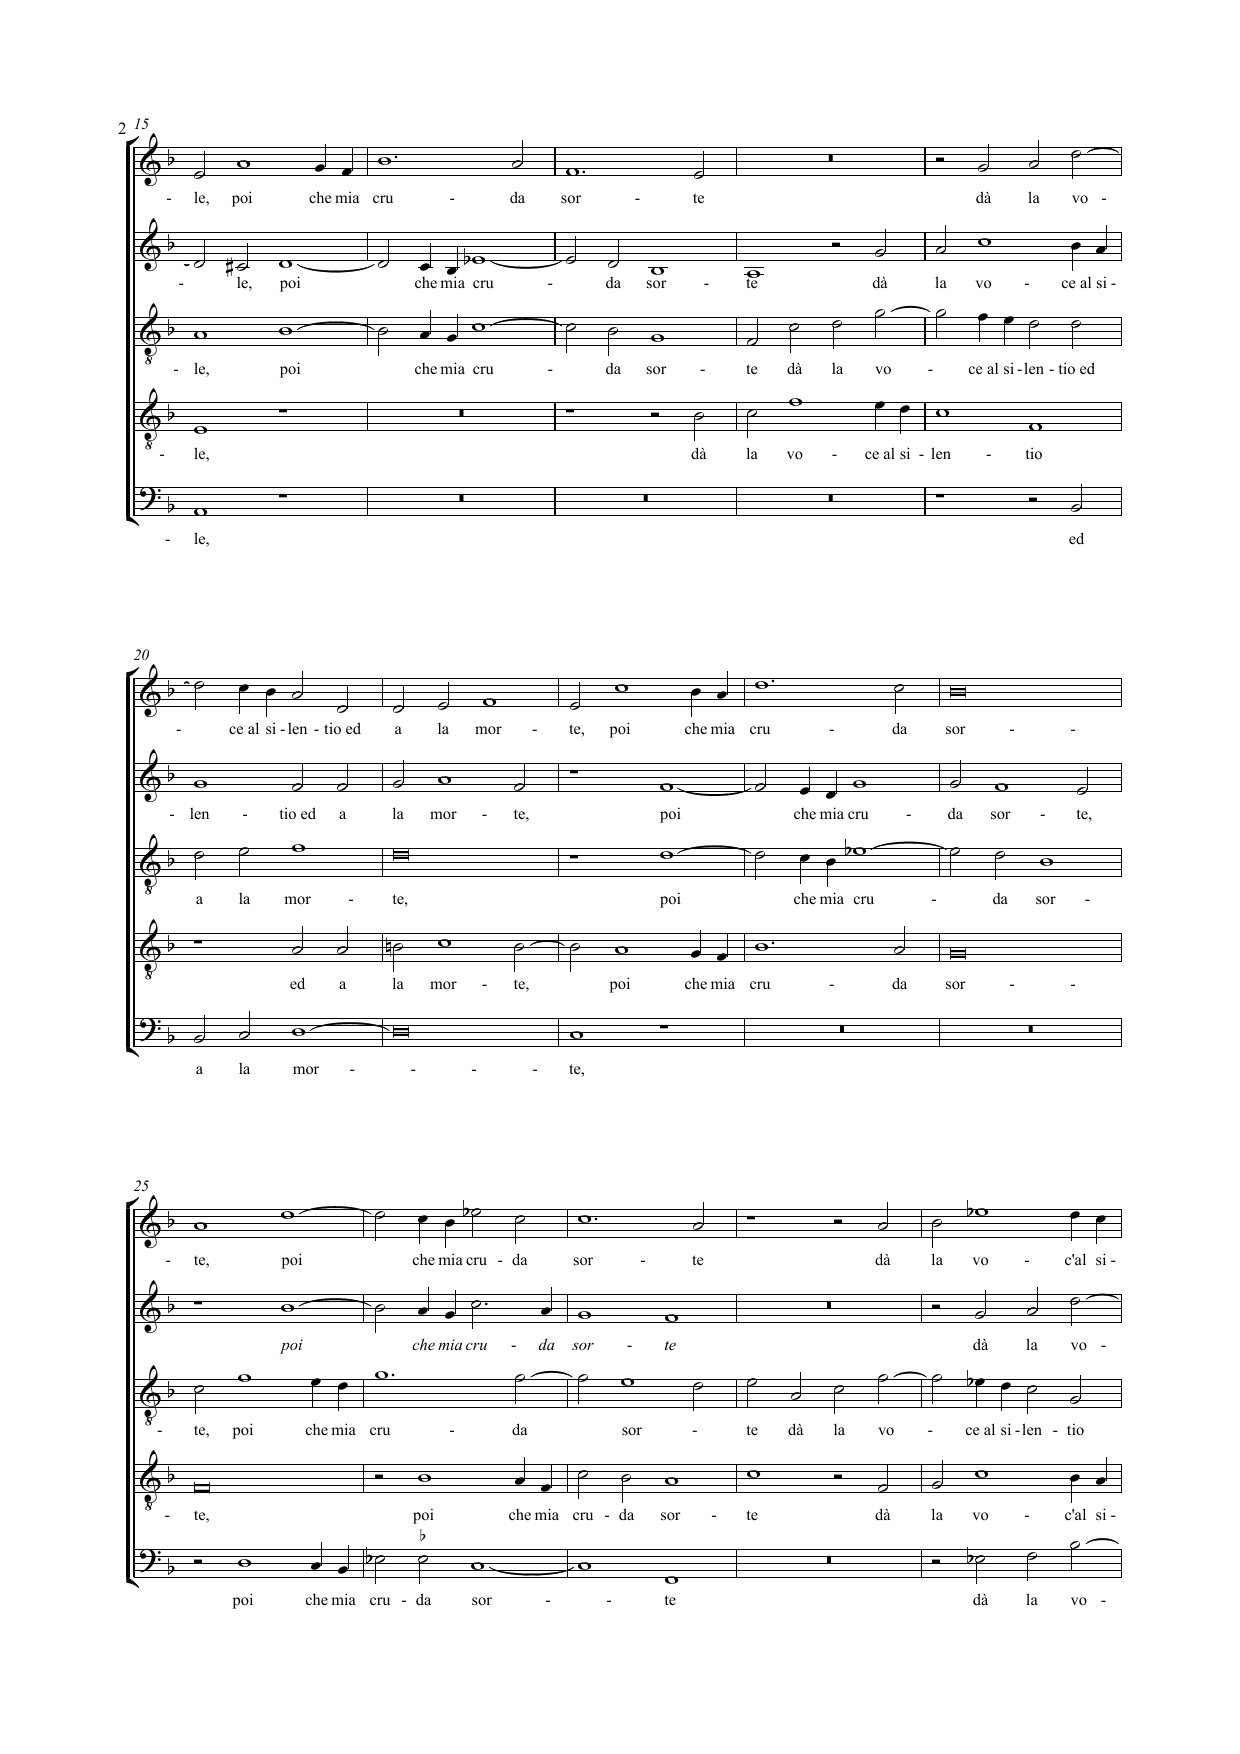 2 15
- le, poi che mia cru - da sor - te dà la vo -
- le, poi che mia cru - da sor - te dà la vo - ce al si -
- le, poi che mia cru - da sor - te dà la vo - ce al si - len - tio ed
- le, dà la vo - ce al si - len - tio
- le, ed
20
- ce al si - len - tio ed a la mor - te, poi che mia cru - da sor - -
- len - tio ed a la mor - te, poi che mia cru - da sor - te,
a la mor - te, poi che mia cru - da sor -
ed a la mor - te, poi che mia cru - da sor - -
a la mor - - - - te,
25
- te, poi che mia cru - da sor - te dà la vo - c'al si -
poi che mia cru - da sor - te dà la vo -
- te, poi che mia cru - da sor - te dà la vo - ce al si - len - tio
- te, poi che mia cru - da sor - te dà la vo - c'al si -
poi che mia cru - da sor - - te dà la vo -